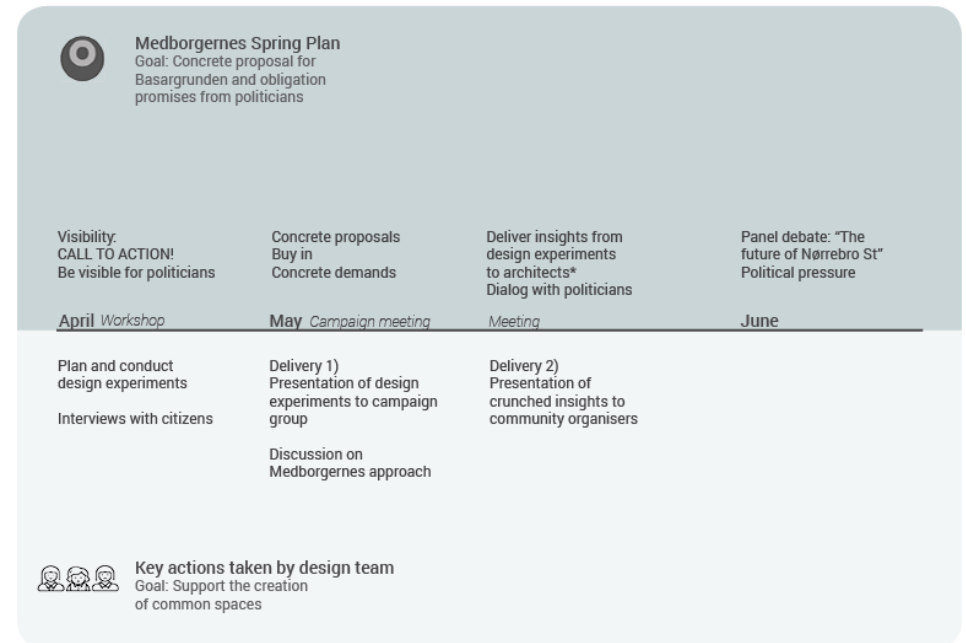 Medborgernes Spring Plan
Goal: Concrete proposal for
Basargrunden and obligation
promises from politicians
Visibility:
CALL TO ACTION!
Be visible for politicians
Concrete proposals
Buy in
Concrete demands
Deliver insights from
design experiments
to architects*
Dialog with politicians
Panel debate: “The
future of Nørrebro St”
Political pressure
April Workshop
May Campaign meeting
Meeting
June
Plan and conduct
design experiments
Interviews with citizens
Delivery 1)
Presentation of design
experiments to campaign
group
Discussion on
Medborgernes approach
Delivery 2)
Presentation of
crunched insights to
community organisers
Key actions taken by design team
Goal: Support the creation
of common spaces